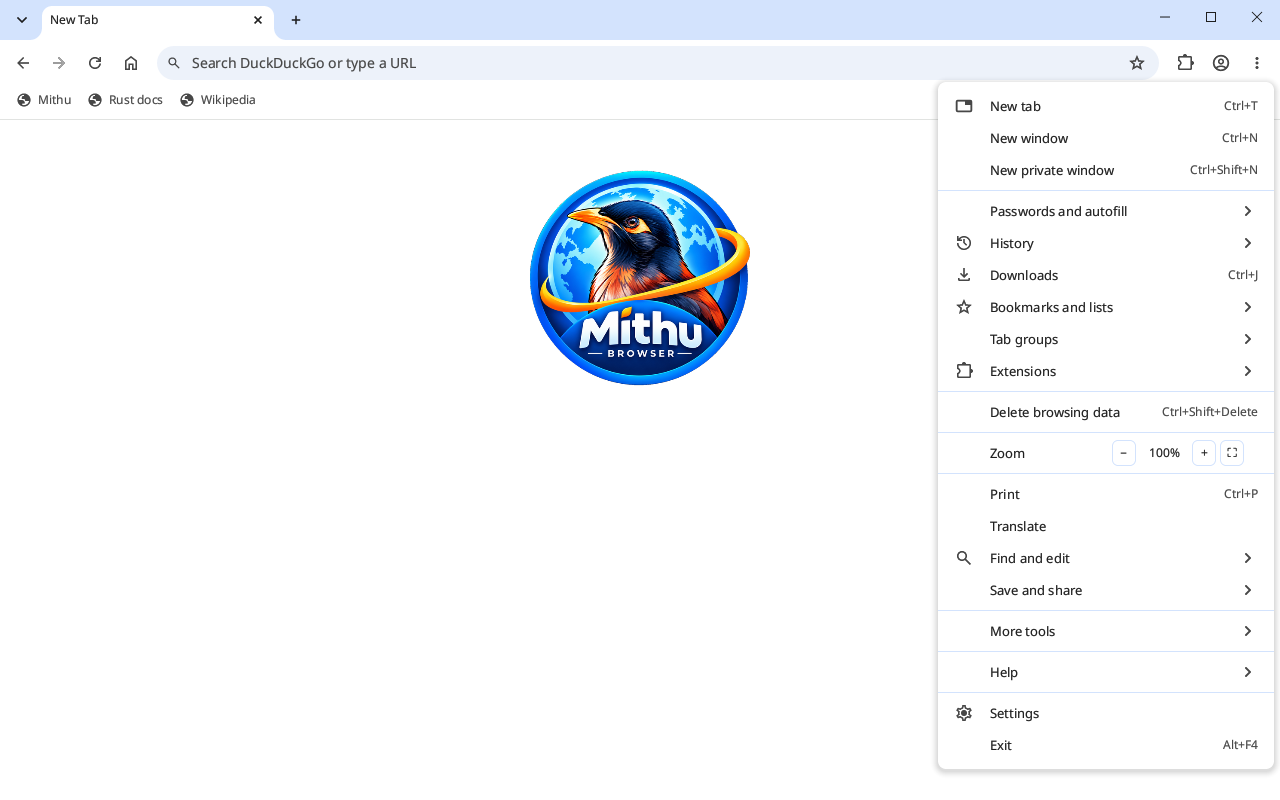 New Tab
Search DuckDuckGo or type a URL
Mithu
Rust docs
Wikipedia
Mithu
BROWSER
New tab Ctrl+T
New window Ctrl+N
New private window Ctrl+Shift+N
Passwords and autofill
History
Downloads Ctrl+J
Bookmarks and lists
Tab groups
Extensions
Delete browsing data Ctrl+Shift+Delete
Zoom − 100% +
Print Ctrl+P
Translate
Find and edit
Save and share
More tools
Help
Settings
Exit Alt+F4